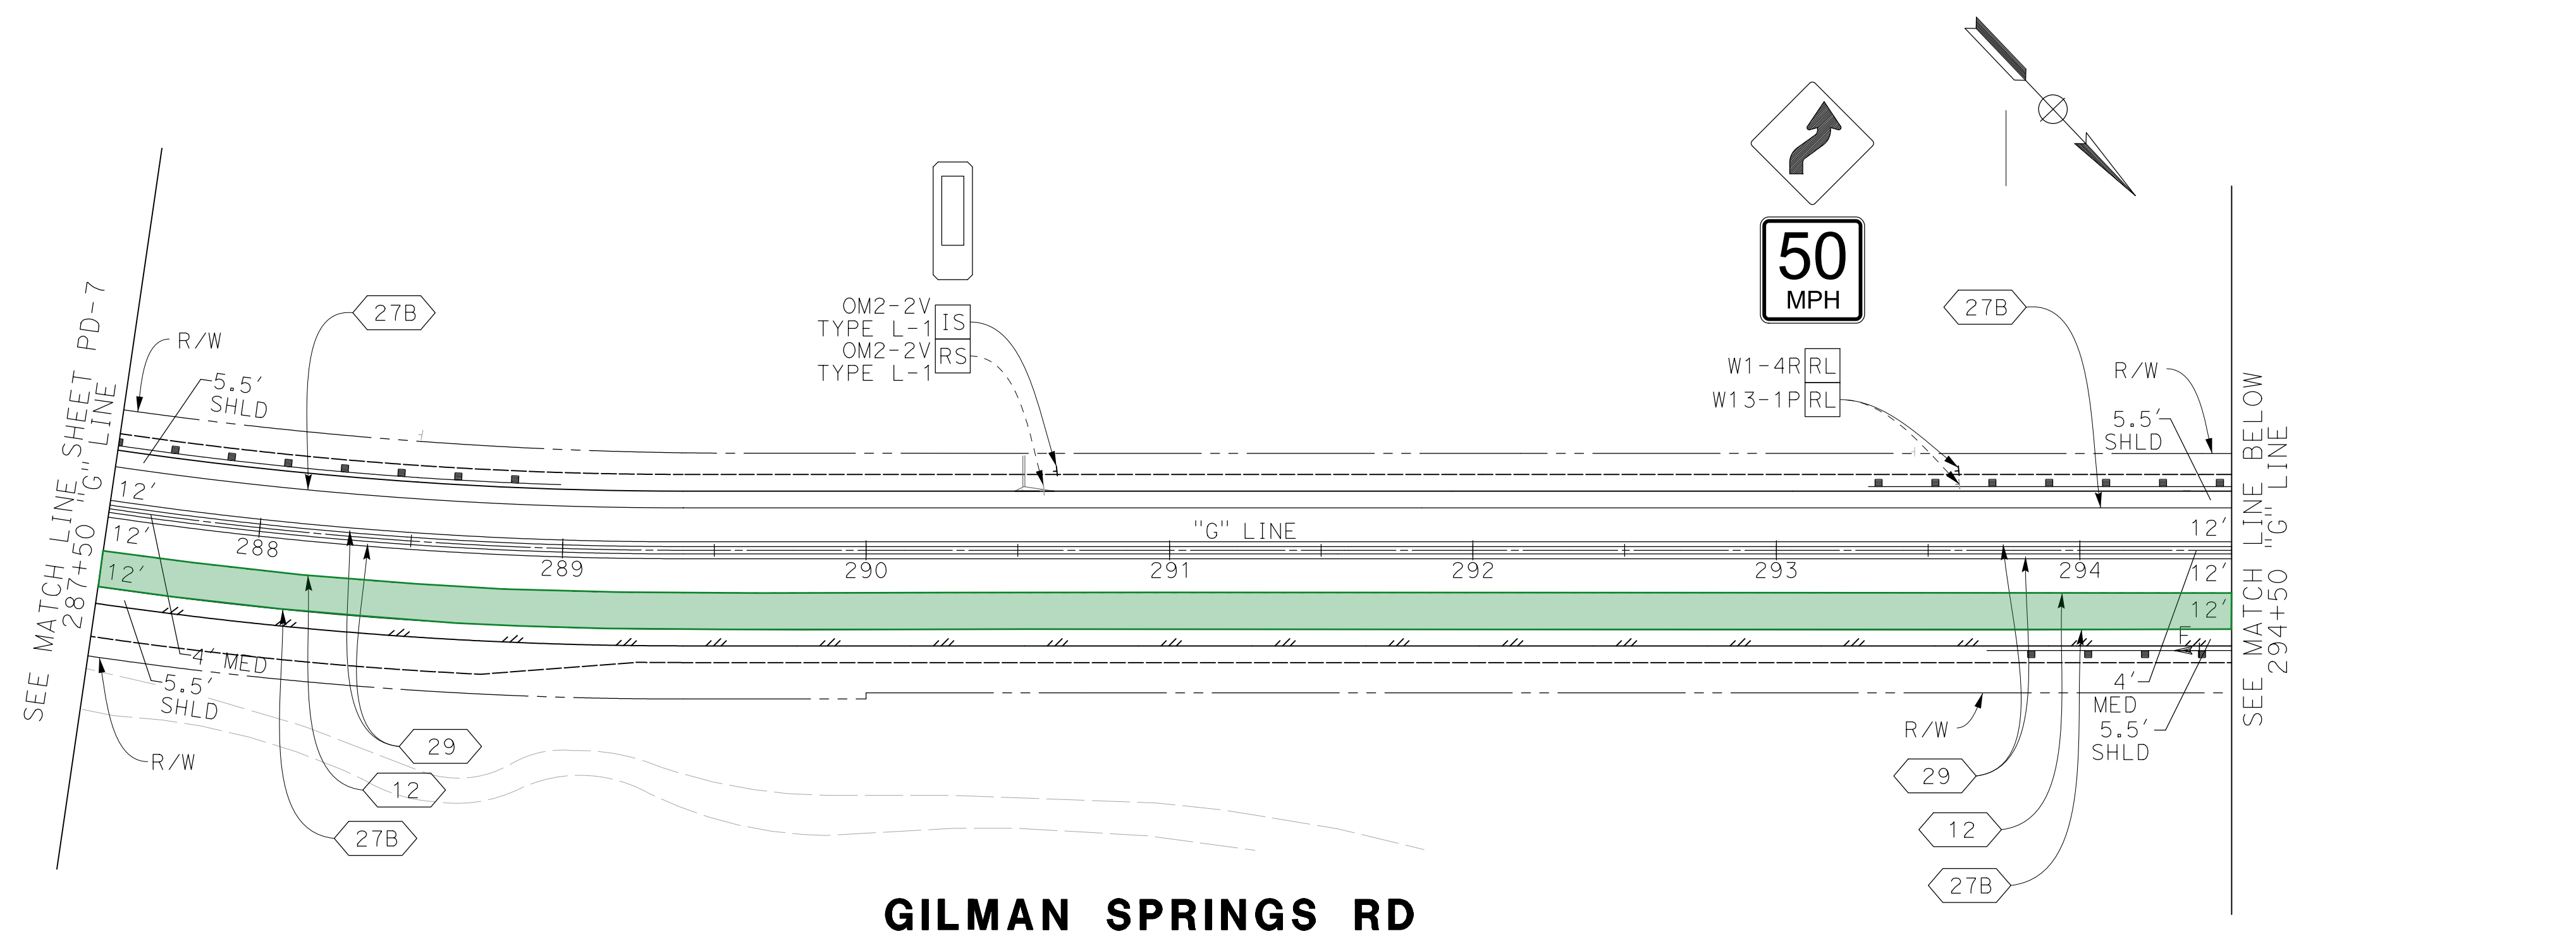 50
MPH
27B
OM2-2V
TYPE L-1
IS
OM2-2V
TYPE L-1
RS
27B
R/W
W1-4R RL
W13-1P RL
R/W
5.5'
SHLD
5.5'
SHLD
SEE MATCH LINE SHEET PD-7
287+50 "G" LINE
SEE MATCH LINE BELOW
294+50 "G" LINE
12'
12'
12'
"G" LINE
12'
12'
12'
288
289
290
291
292
293
294
F
4' MED
5.5'
SHLD
4'
MED
5.5'
SHLD
R/W
R/W
29
12
27B
29
12
27B
GILMAN SPRINGS RD